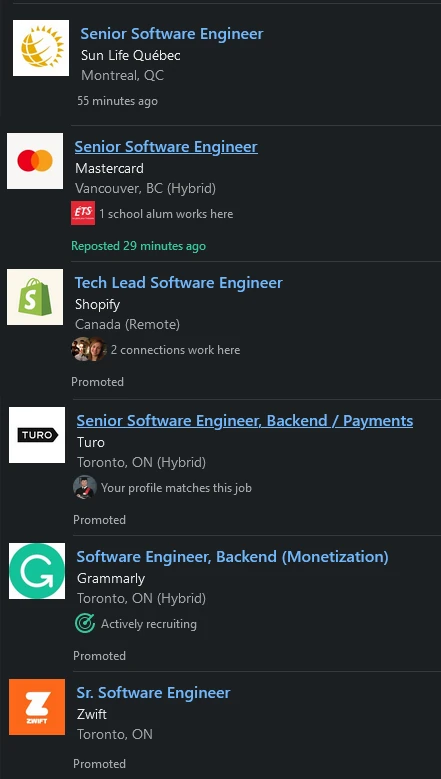 Senior Software Engineer
Sun Life Québec
Montreal, QC
55 minutes ago
Senior Software Engineer
Mastercard
Vancouver, BC (Hybrid)
ÉTS
1 school alum works here
Reposted 29 minutes ago
Tech Lead Software Engineer
Shopify
Canada (Remote)
2 connections work here
Promoted
Senior Software Engineer, Backend / Payments
TURO
Turo
Toronto, ON (Hybrid)
Your profile matches this job
Promoted
Software Engineer, Backend (Monetization)
Grammarly
Toronto, ON (Hybrid)
Actively recruiting
Promoted
Sr. Software Engineer
ZWIFT
Zwift
Toronto, ON
Promoted